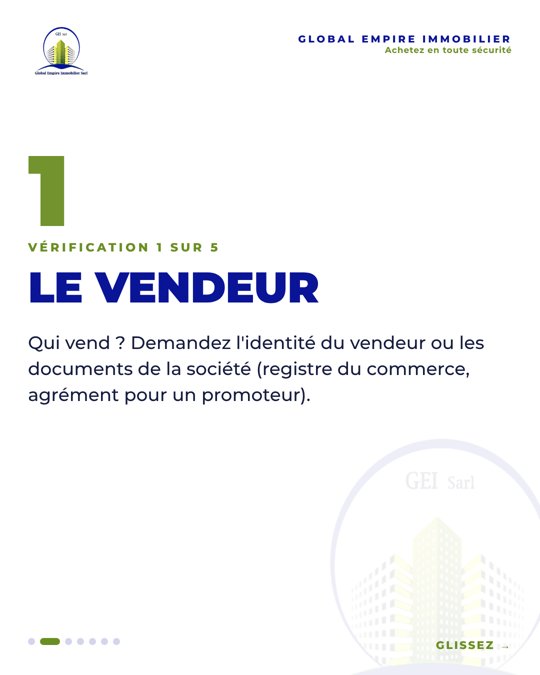 GEI Sarl
Global Empire Immobilier Sarl
GLOBAL EMPIRE IMMOBILIER
Achetez en toute sécurité
1
VÉRIFICATION 1 SUR 5
LE VENDEUR
Qui vend ? Demandez l'identité du vendeur ou les
documents de la société (registre du commerce,
agrément pour un promoteur).
GEI Sarl
GLISSEZ →